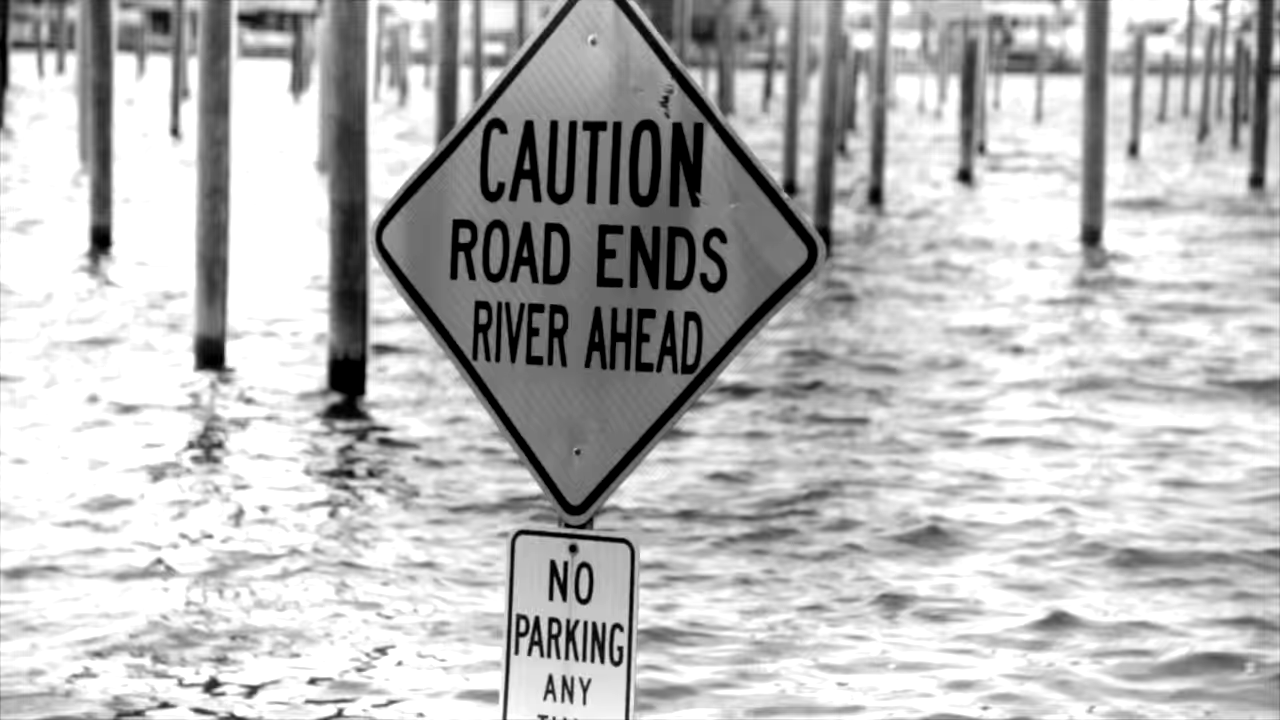 CAUTION
ROAD ENDS
RIVER AHEAD
NO
PARKING
ANY